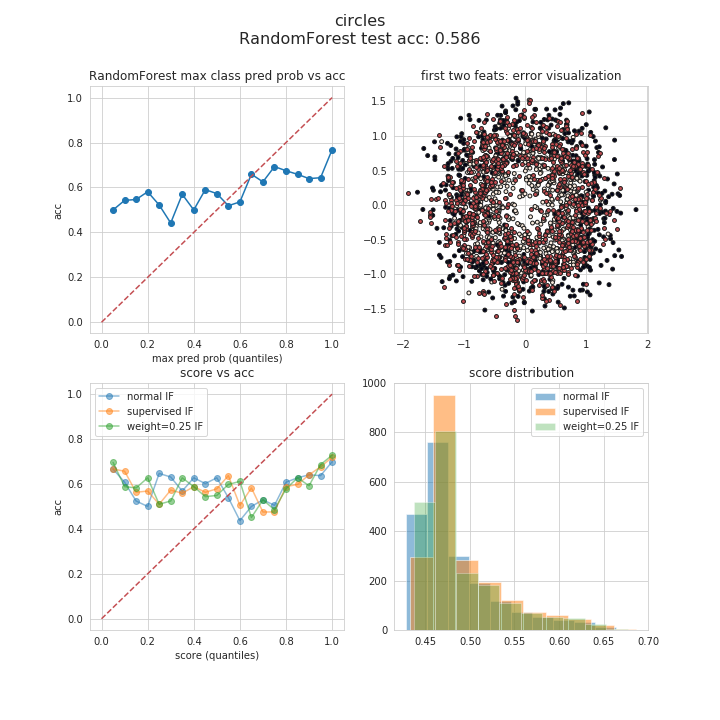 circles
RandomForest test acc: 0.586
RandomForest max class pred prob vs acc
1.0
0.8
0.6
0.4
0.2
0.0
acc
0.0 0.2 0.4 0.6 0.8 1.0
max pred prob (quantiles)
first two feats: error visualization
1.5
1.0
0.5
0.0
−0.5
−1.0
−1.5
−2 −1 0 1 2
score vs acc
normal IF
supervised IF
weight=0.25 IF
1.0
0.8
0.6
0.4
0.2
0.0
acc
0.0 0.2 0.4 0.6 0.8 1.0
score (quantiles)
score distribution
normal IF
supervised IF
weight=0.25 IF
1000
800
600
400
200
0
0.45 0.50 0.55 0.60 0.65 0.70